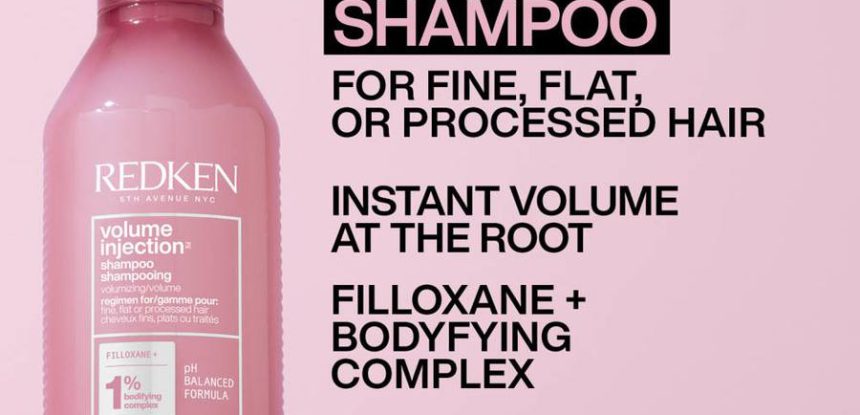 SHAMPOO
FOR FINE, FLAT,
OR PROCESSED HAIR
INSTANT VOLUME
AT THE ROOT
FILLOXANE +
BODYFYING
COMPLEX
REDKEN
5TH AVENUE NYC
volume
injection
shampoo
shampooing
volumizing/volume
regimen for/gamme pour:
fine, flat or processed hair
cheveux fins, plats ou traités
FILLOXANE +
1%
bodifying
complex
pH
BALANCED
FORMULA